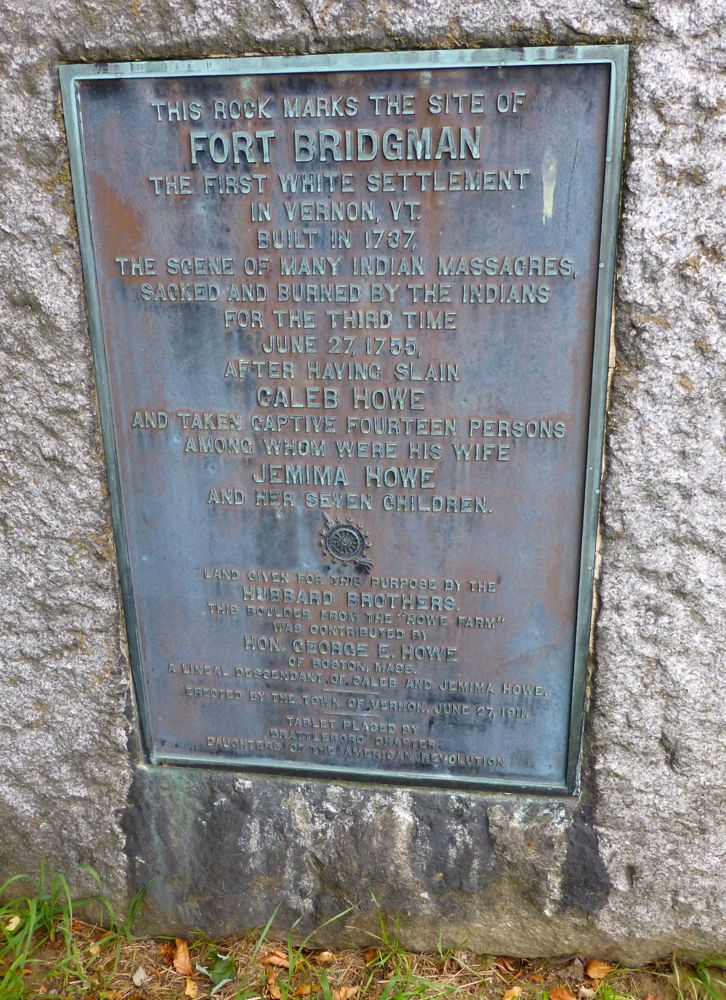 THIS ROCK MARKS THE SITE OF
FORT BRIDGMAN
THE FIRST WHITE SETTLEMENT
IN VERNON, VT.
BUILT IN 1737,
THE SCENE OF MANY INDIAN MASSACRES,
SACKED AND BURNED BY THE INDIANS
FOR THE THIRD TIME
JUNE 27, 1755,
AFTER HAVING SLAIN
CALEB HOWE
AND TAKEN CAPTIVE FOURTEEN PERSONS
AMONG WHOM WERE HIS WIFE
JEMIMA HOWE
AND HER SEVEN CHILDREN.
LAND GIVEN FOR THIS PURPOSE BY THE
HUBBARD BROTHERS.
THIS BOULDER FROM THE "HOWE FARM"
WAS CONTRIBUTED BY
HON. GEORGE E. HOWE
OF BOSTON, MASS.
A LINEAL DESCENDANT OF CALEB AND JEMIMA HOWE.
ERECTED BY THE TOWN OF VERNON, JUNE 27, 1911.
TABLET PLACED BY
BRATTLEBORO CHAPTER
DAUGHTERS OF THE AMERICAN REVOLUTION